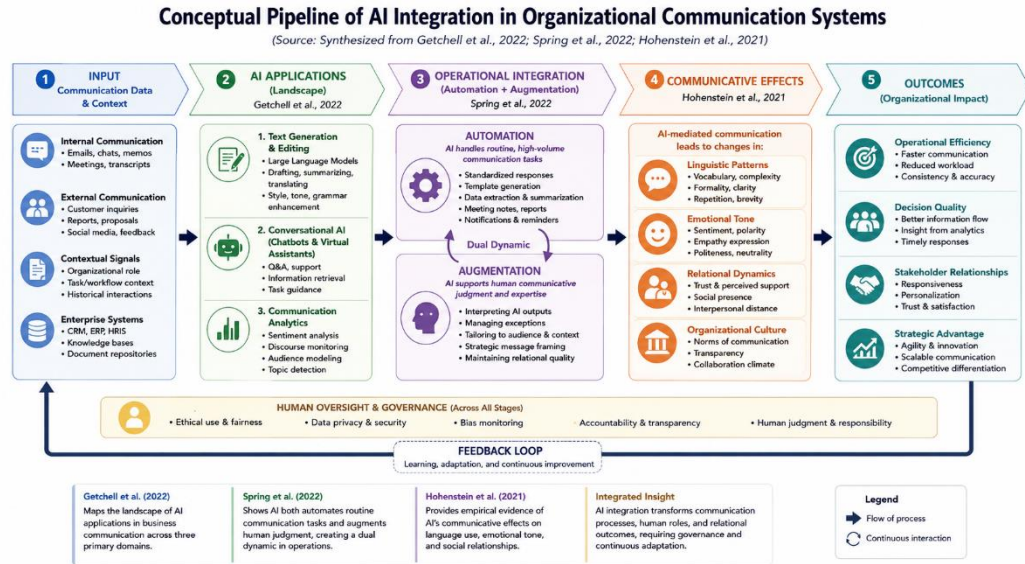 Conceptual Pipeline of AI Integration in Organizational Communication Systems
(Source: Synthesized from Getchell et al., 2022; Spring et al., 2022; Hohenstein et al., 2021)
1 INPUT
Communication Data
& Context
Internal Communication
• Emails, chats, memos
• Meetings, transcripts
External Communication
• Customer inquiries
• Reports, proposals
• Social media, feedback
Contextual Signals
• Organizational role
• Task/workflow context
• Historical interactions
Enterprise Systems
• CRM, ERP, HRIS
• Knowledge bases
• Document repositories
2 AI APPLICATIONS
(Landscape)
Getchell et al., 2022
1. Text Generation
& Editing
• Large Language Models
• Drafting, summarizing,
translating
• Style, tone, grammar
enhancement
2. Conversational AI
(Chatbots & Virtual
Assistants)
• Q&A, support
• Information retrieval
• Task guidance
3. Communication
Analytics
• Sentiment analysis
• Discourse monitoring
• Audience modeling
• Topic detection
3 OPERATIONAL INTEGRATION
(Automation + Augmentation)
Spring et al., 2022
AUTOMATION
AI handles routine, high-volume
communication tasks
• Standardized responses
• Template generation
• Data extraction & summarization
• Meeting notes, reports
• Notifications & reminders
Dual Dynamic
AUGMENTATION
AI supports human communicative
judgment and expertise
• Interpreting AI outputs
• Managing exceptions
• Tailoring to audience & context
• Strategic message framing
• Maintaining relational quality
4 COMMUNICATIVE EFFECTS
Hohenstein et al., 2021
AI-mediated communication
leads to changes in:
Linguistic Patterns
• Vocabulary, complexity
• Formality, clarity
• Repetition, brevity
Emotional Tone
• Sentiment, polarity
• Empathy expression
• Politeness, neutrality
Relational Dynamics
• Trust & perceived support
• Social presence
• Interpersonal distance
Organizational Culture
• Norms of communication
• Transparency
• Collaboration climate
5 OUTCOMES
(Organizational Impact)
Operational Efficiency
• Faster communication
• Reduced workload
• Consistency & accuracy
Decision Quality
• Better information flow
• Insight from analytics
• Timely responses
Stakeholder Relationships
• Responsiveness
• Personalization
• Trust & satisfaction
Strategic Advantage
• Agility & innovation
• Scalable communication
• Competitive differentiation
HUMAN OVERSIGHT & GOVERNANCE (Across All Stages)
• Ethical use & fairness • Data privacy & security • Bias monitoring · Accountability & transparency • Human judgment & responsibility
FEEDBACK LOOP
Learning, adaptation, and continuous improvement
Getchell et al. (2022)
Maps the landscape of AI
applications in business
communication across three
primary domains.
Spring et al. (2022)
Shows AI both automates routine
communication tasks and augments
human judgment, creating a dual
dynamic in operations.
Hohenstein et al. (2021)
Provides empirical evidence of
AI's communicative effects on
language use, emotional tone,
and social relationships.
Integrated Insight
AI integration transforms communication
processes, human roles, and relational
outcomes, requiring governance and
continuous adaptation.
Legend
Flow of process
Continuous interaction